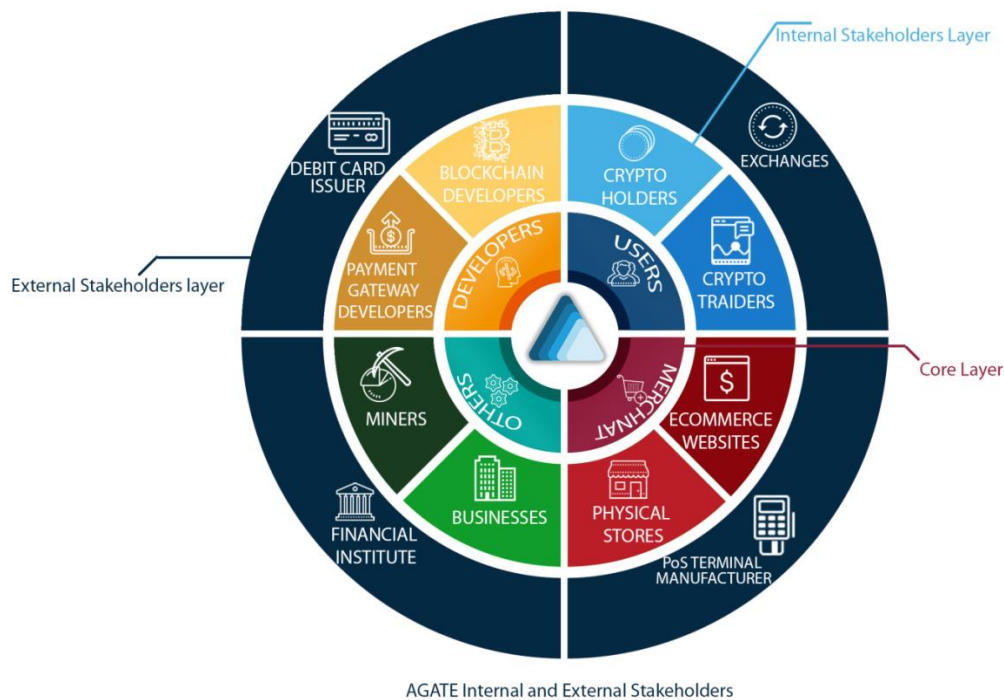 Internal Stakeholders Layer
DEBIT CARD
ISSUER
BLOCKCHAIN
DEVELOPERS
CRYPTO
HOLDERS
EXCHANGES
PAYMENT
GATEWAY
DEVELOPERS
DEVELOPERS
USERS
CRYPTO
TRAIDERS
External Stakeholders layer
Core Layer
MINERS
OTHERS
MERCHNAT
ECOMMERCE
WEBSITES
BUSINESSES
PHYSICAL
STORES
FINANCIAL
INSTITUTE
PoS TERMINAL
MANUFACTURER
AGATE Internal and External Stakeholders